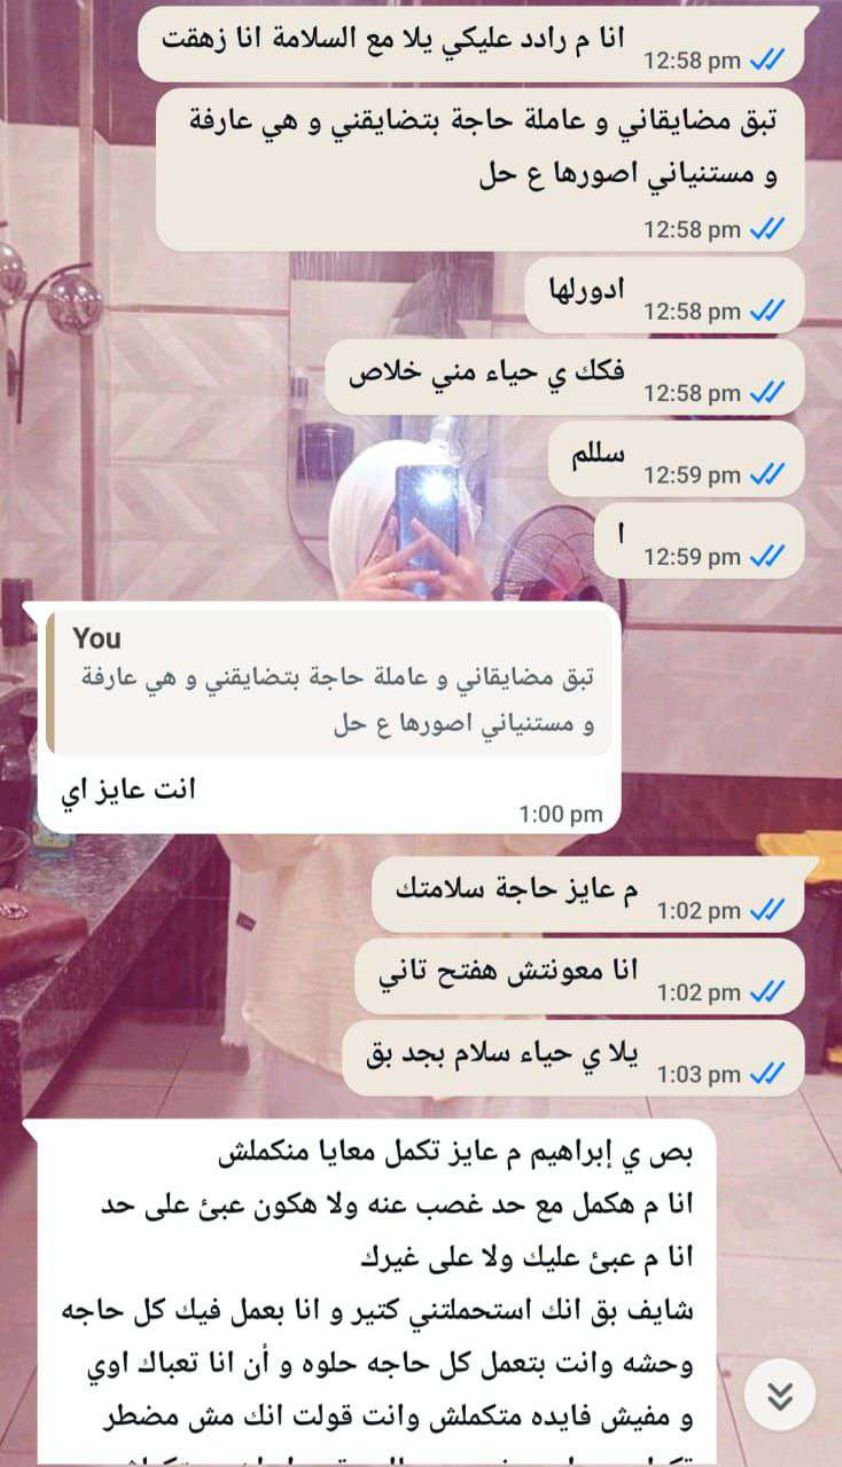 انا م رادد عليكي يلا مع السلامة انا زهقت
12:58 pm
تبق مضايقاني و عاملة حاجة بتضايقني و هي عارفة
و مستنياني اصورها ع حل
12:58 pm
ادورلها
12:58 pm
فكك ي حياء مني خلاص
12:58 pm
سللم
12:59 pm
ا
12:59 pm
You
تبق مضايقاني و عاملة حاجة بتضايقني و هي عارفة
و مستنياني اصورها ع حل
انت عايز اي
1:00 pm
م عايز حاجة سلامتك
1:02 pm
انا معونتش هفتح تاني
1:02 pm
يلا ي حياء سلام بجد بق
1:03 pm
بص ي إبراهيم م عايز تكمل معايا منكملش
انا م هكمل مع حد غصب عنه ولا هكون عبئ على حد
انا م عبئ عليك ولا على غيرك
شايف بق انك استحملتني كتير و انا بعمل فيك كل حاجه
وحشه وانت بتعمل كل حاجه حلوه و أن انا تعباك اوي
و مفيش فايده متكملش وانت قولت انك مش مضطر